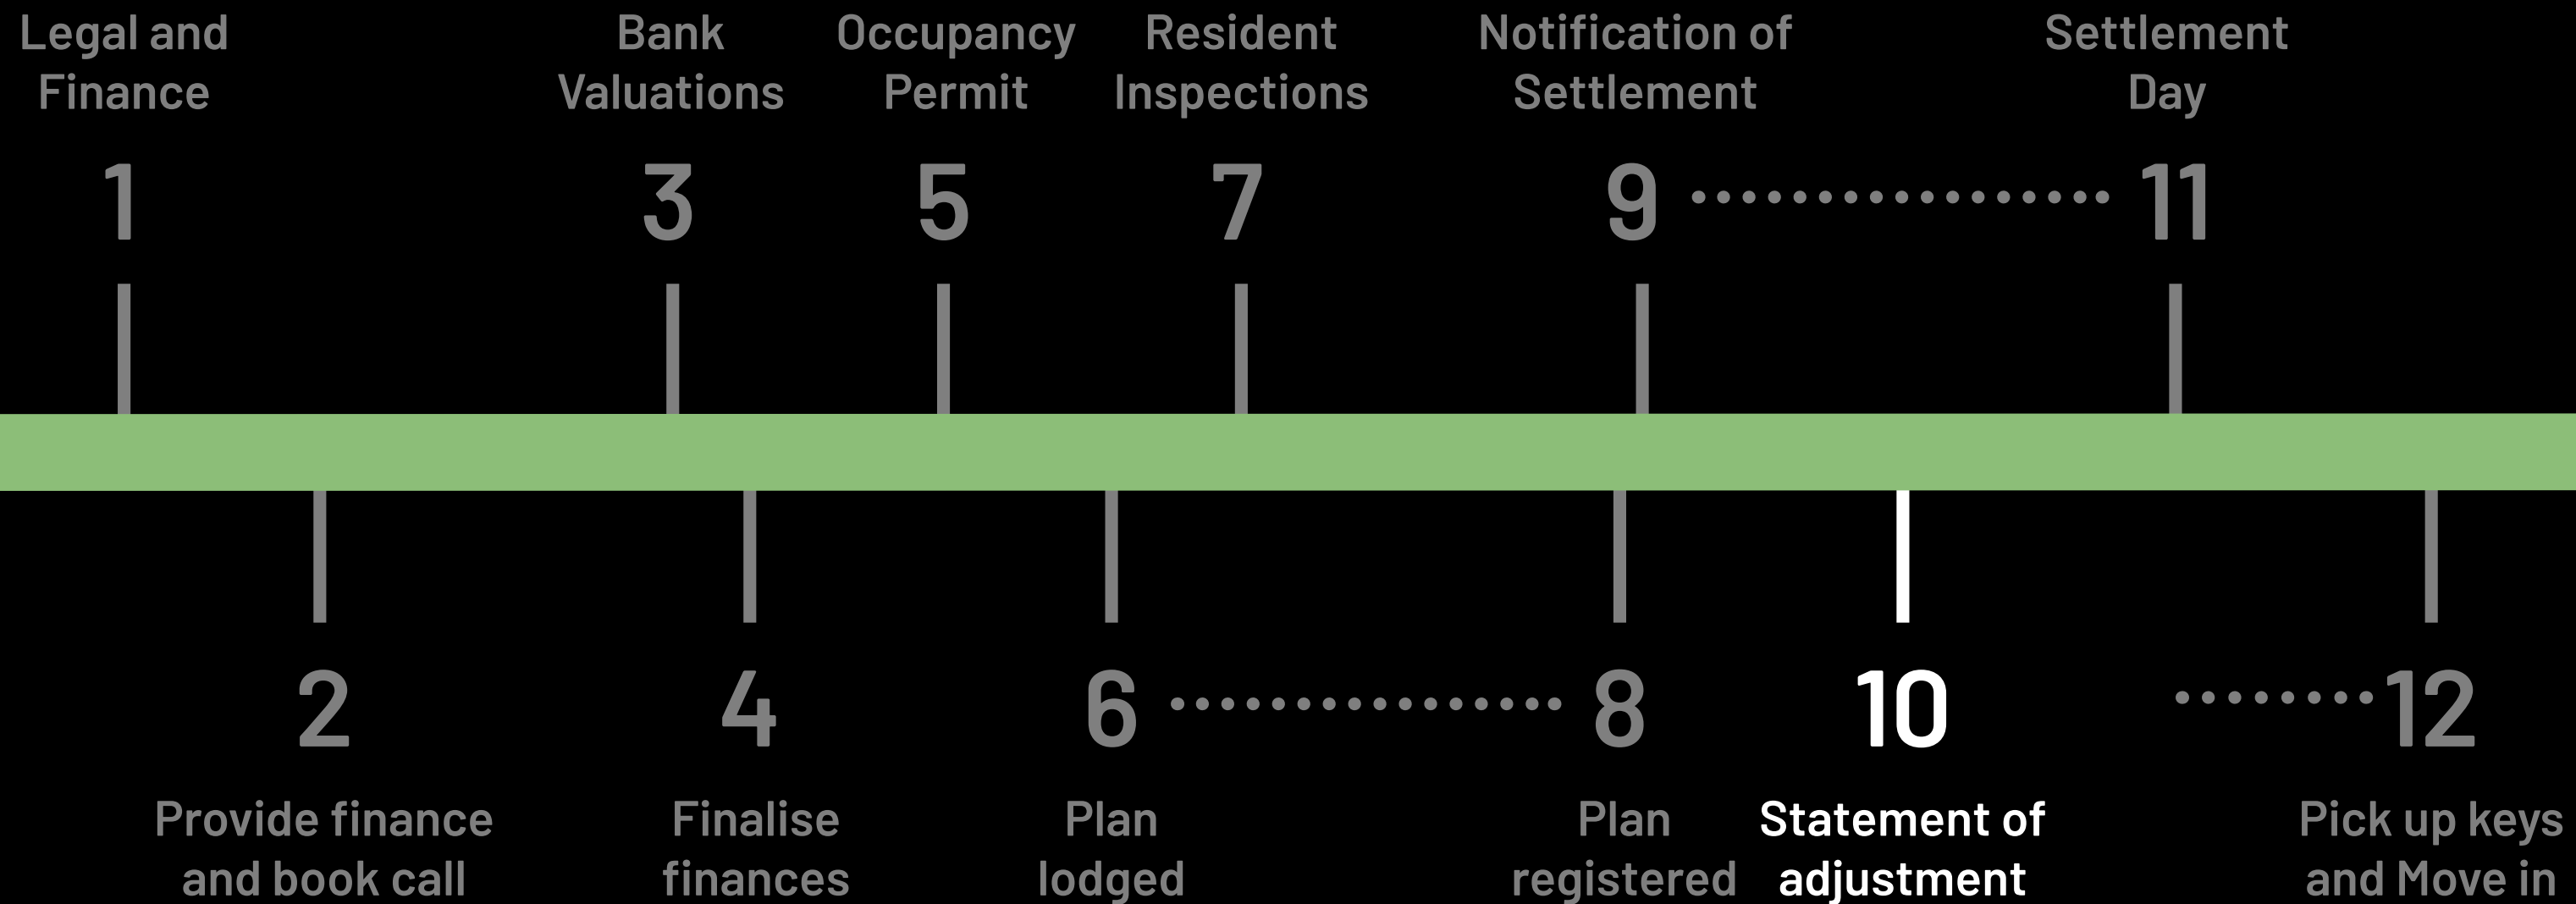 Legal and
Finance
Bank
Valuations
Occupancy
Permit
Resident
Inspections
Notification of
Settlement
Settlement
Day
1
3
5
7
9
11
2
4
6
8
10
12
Provide finance
and book call
Finalise
finances
Plan
lodged
Plan
registered
Statement of
adjustment
Pick up keys
and Move in